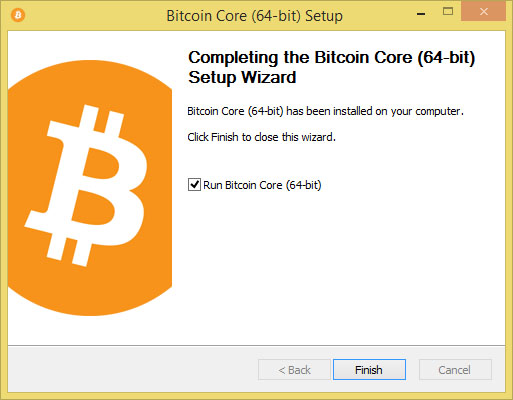 Bitcoin Core (64-bit) Setup
Completing the Bitcoin Core (64-bit)
Setup Wizard
Bitcoin Core (64-bit) has been installed on your computer.
Click Finish to close this wizard.
Run Bitcoin Core (64-bit)
< Back
Finish
Cancel